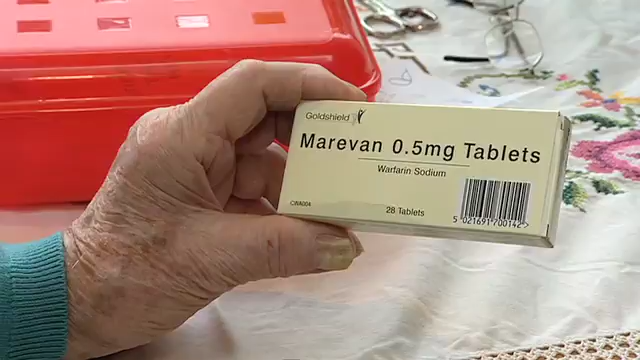 Goldshield
Marevan 0.5mg Tablets
Warfarin Sodium
28 Tablets
5 021691 700142 >